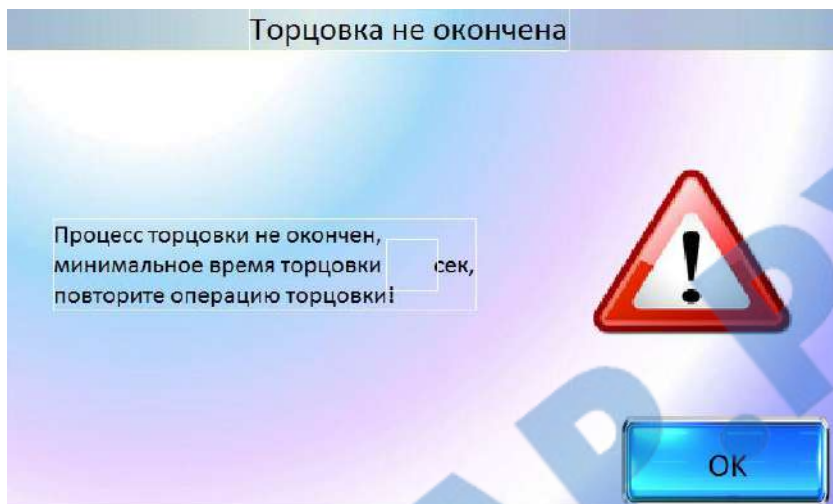 Торцовка не окончена
Процесс торцовки не окончен,
минимальное время торцовки сек,
повторите операцию торцовки!
OK